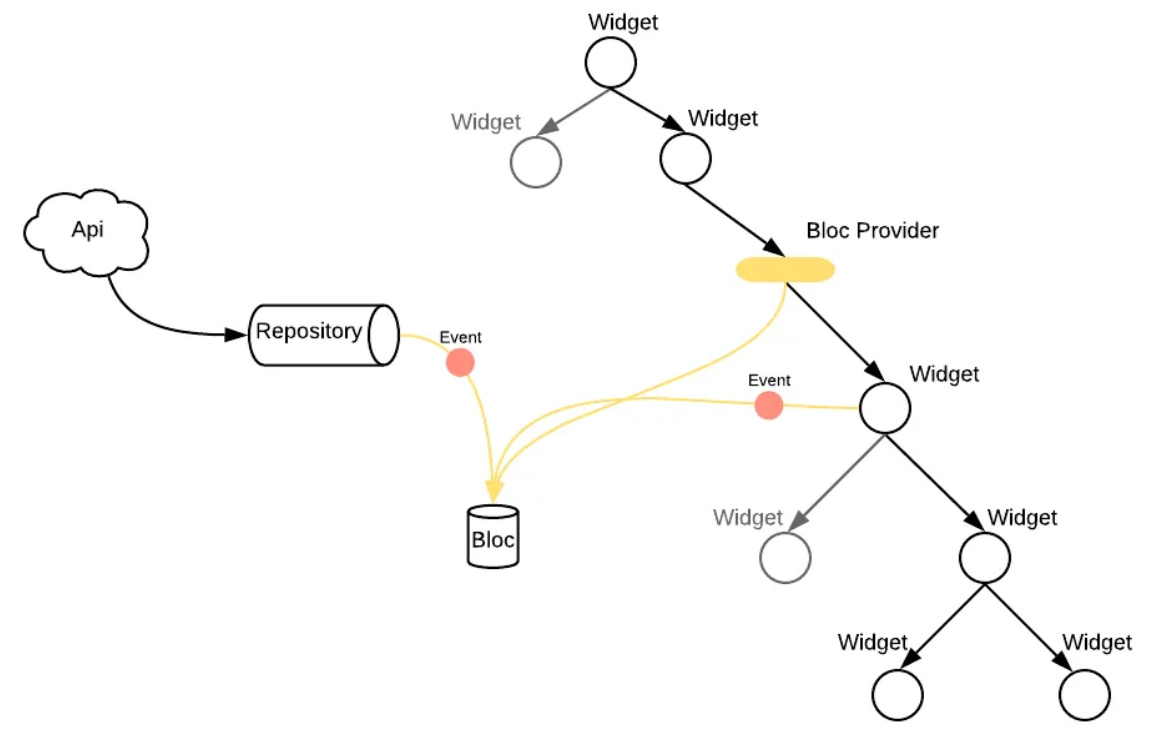 Widget
Widget
Widget
Api
Bloc Provider
Repository
Event
Event
Widget
Widget
Widget
Bloc
Widget
Widget